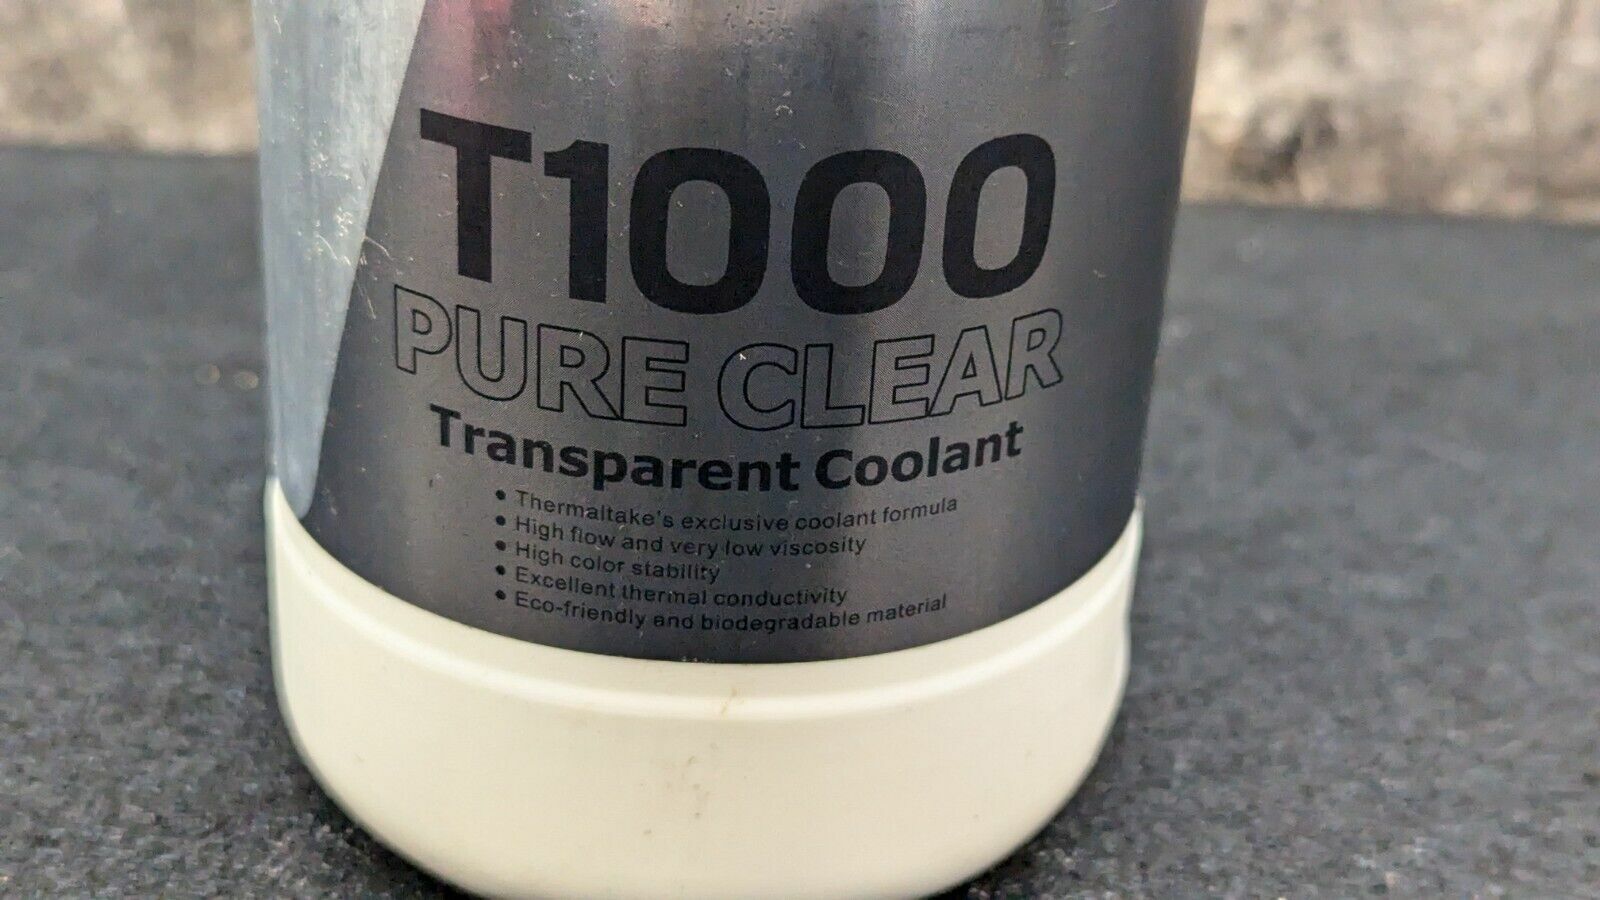 T1000
PURE CLEAR
Transparent Coolant
• Thermaltake's exclusive coolant formula
• High flow and very low viscosity
• High color stability
• Excellent thermal conductivity
• Eco-friendly and biodegradable material